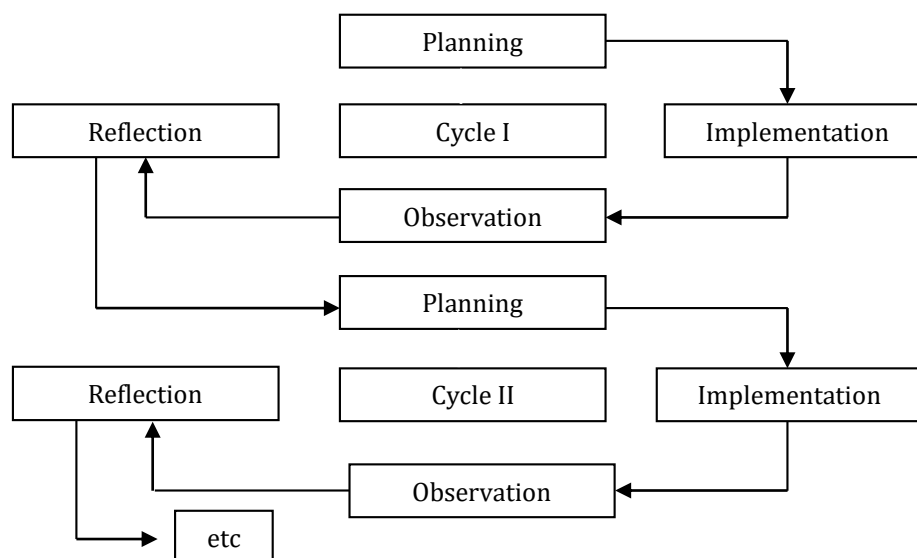 Planning
Reflection
Cycle I
Implementation
Observation
Planning
Reflection
Cycle II
Implementation
Observation
etc